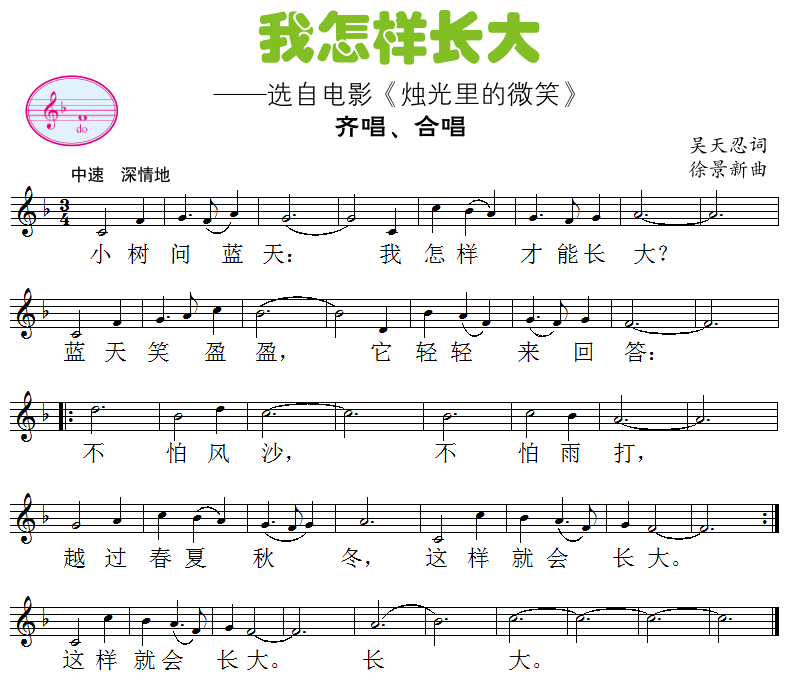 我怎样长大
——选自电影《烛光里的微笑》
齐唱、合唱
do
吴天忍词
徐景新曲
中速 深情地
3
4
小 树 问 蓝 天： 我 怎 样 才 能 长 大？
蓝 天 笑 盈 盈， 它 轻 轻 来 回 答：
不 怕 风 沙， 不 怕 雨 打，
越 过 春 夏 秋 冬， 这 样 就 会 长 大。
这 样 就 会 长 大。 长 大。